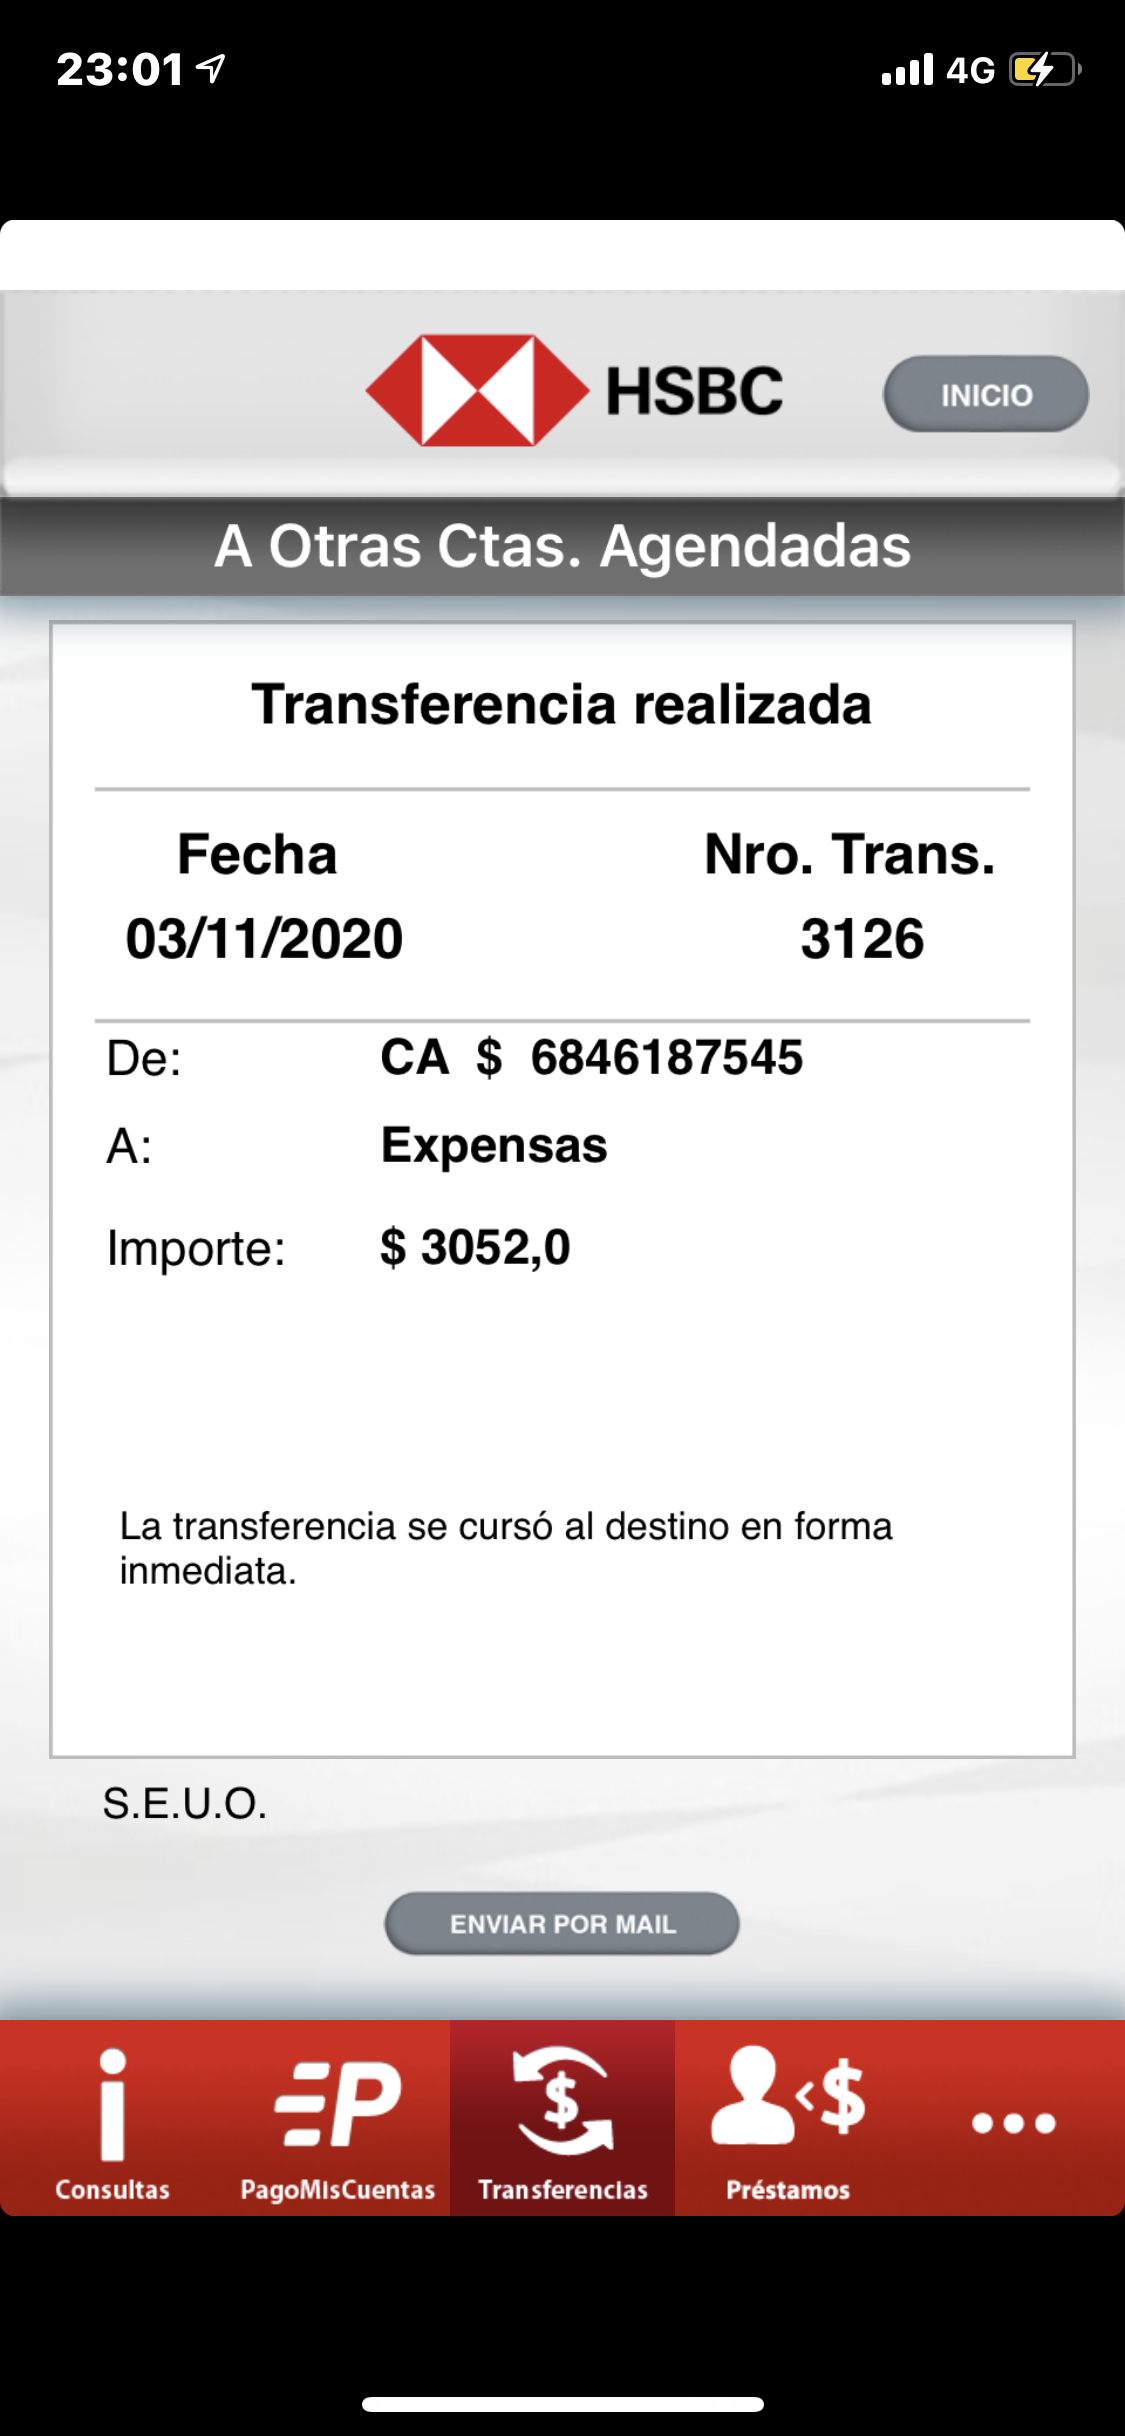 23:01 4G
HSBC INICIO
A Otras Ctas. Agendadas
Transferencia realizada
Fecha Nro. Trans.
03/11/2020 3126
De: CA $ 6846187545
A: Expensas
Importe: $ 3052,0
La transferencia se cursó al destino en forma
inmediata.
S.E.U.O.
ENVIAR POR MAIL
Consultas PagoMisCuentas Transferencias Préstamos